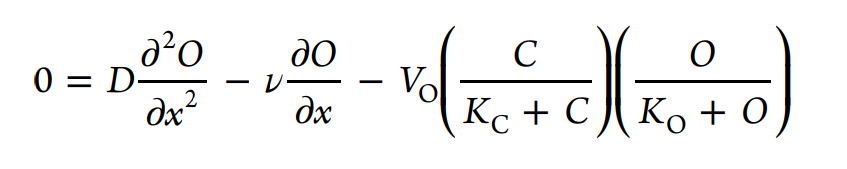 0 = D ∂²O/∂x² − ν ∂O/∂x − V_O (C/(K_C + C)) (O/(K_O + O))